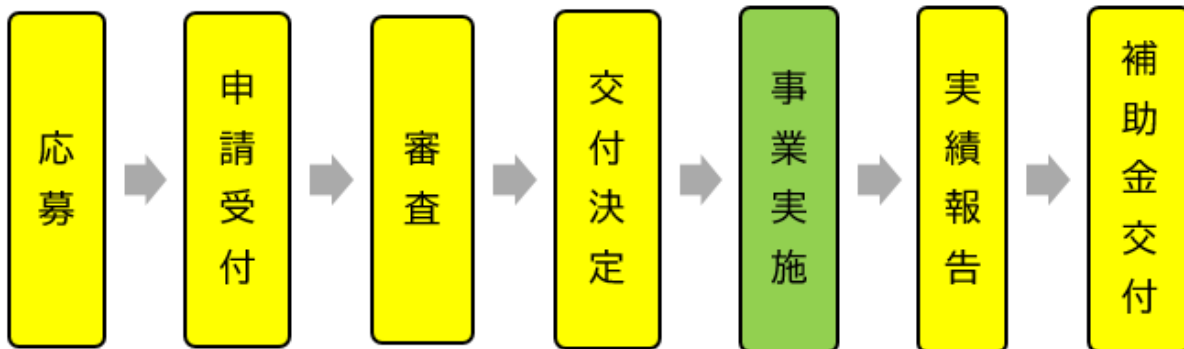 応募
申請受付
審査
交付決定
事業実施
実績報告
補助金交付